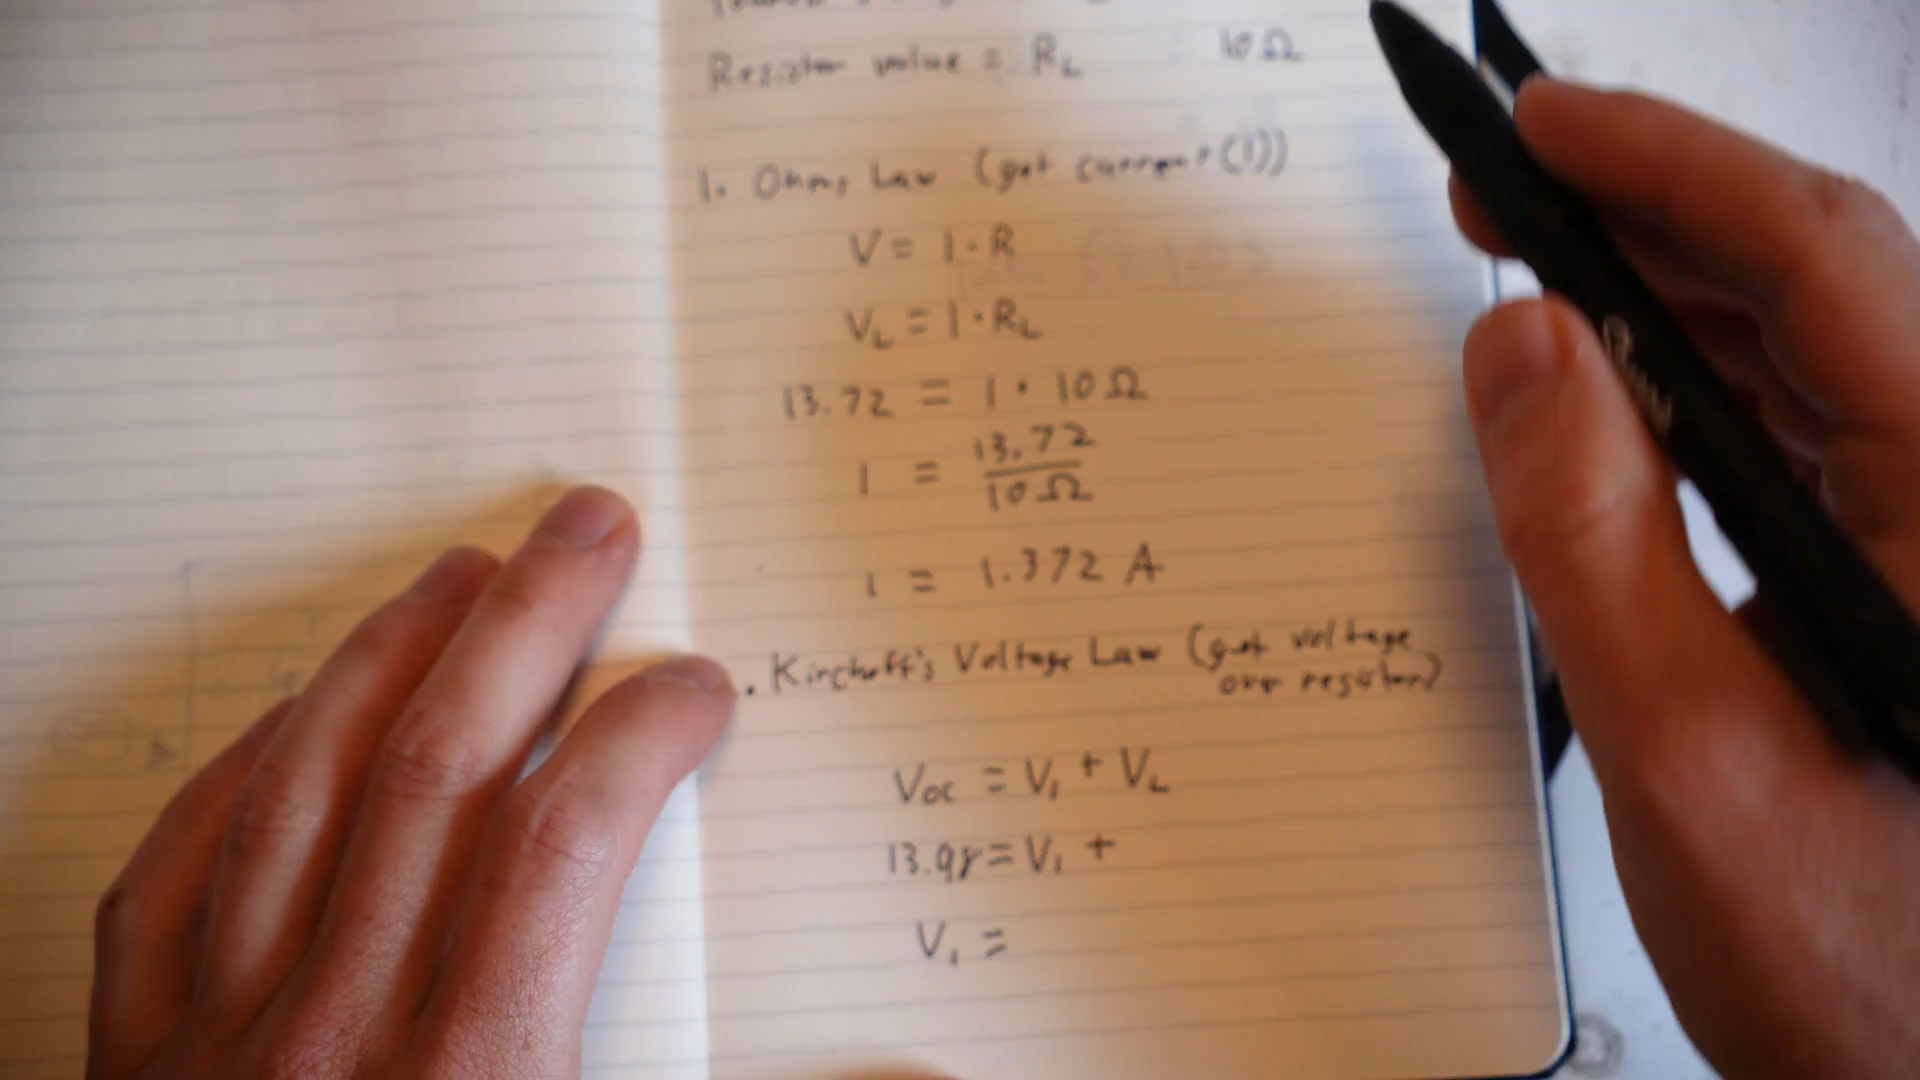 Resistor value = RL 10Ω
1. Ohms Law (get current (I))
V = I · R
VL = I · RL
13.72 = I · 10Ω
I = 13.72 / 10Ω
I = 1.372 A
. Kirchoff's Voltage Law (get voltage
over resistor)
Voc = V1 + VL
13.98 = V1 +
V1 =